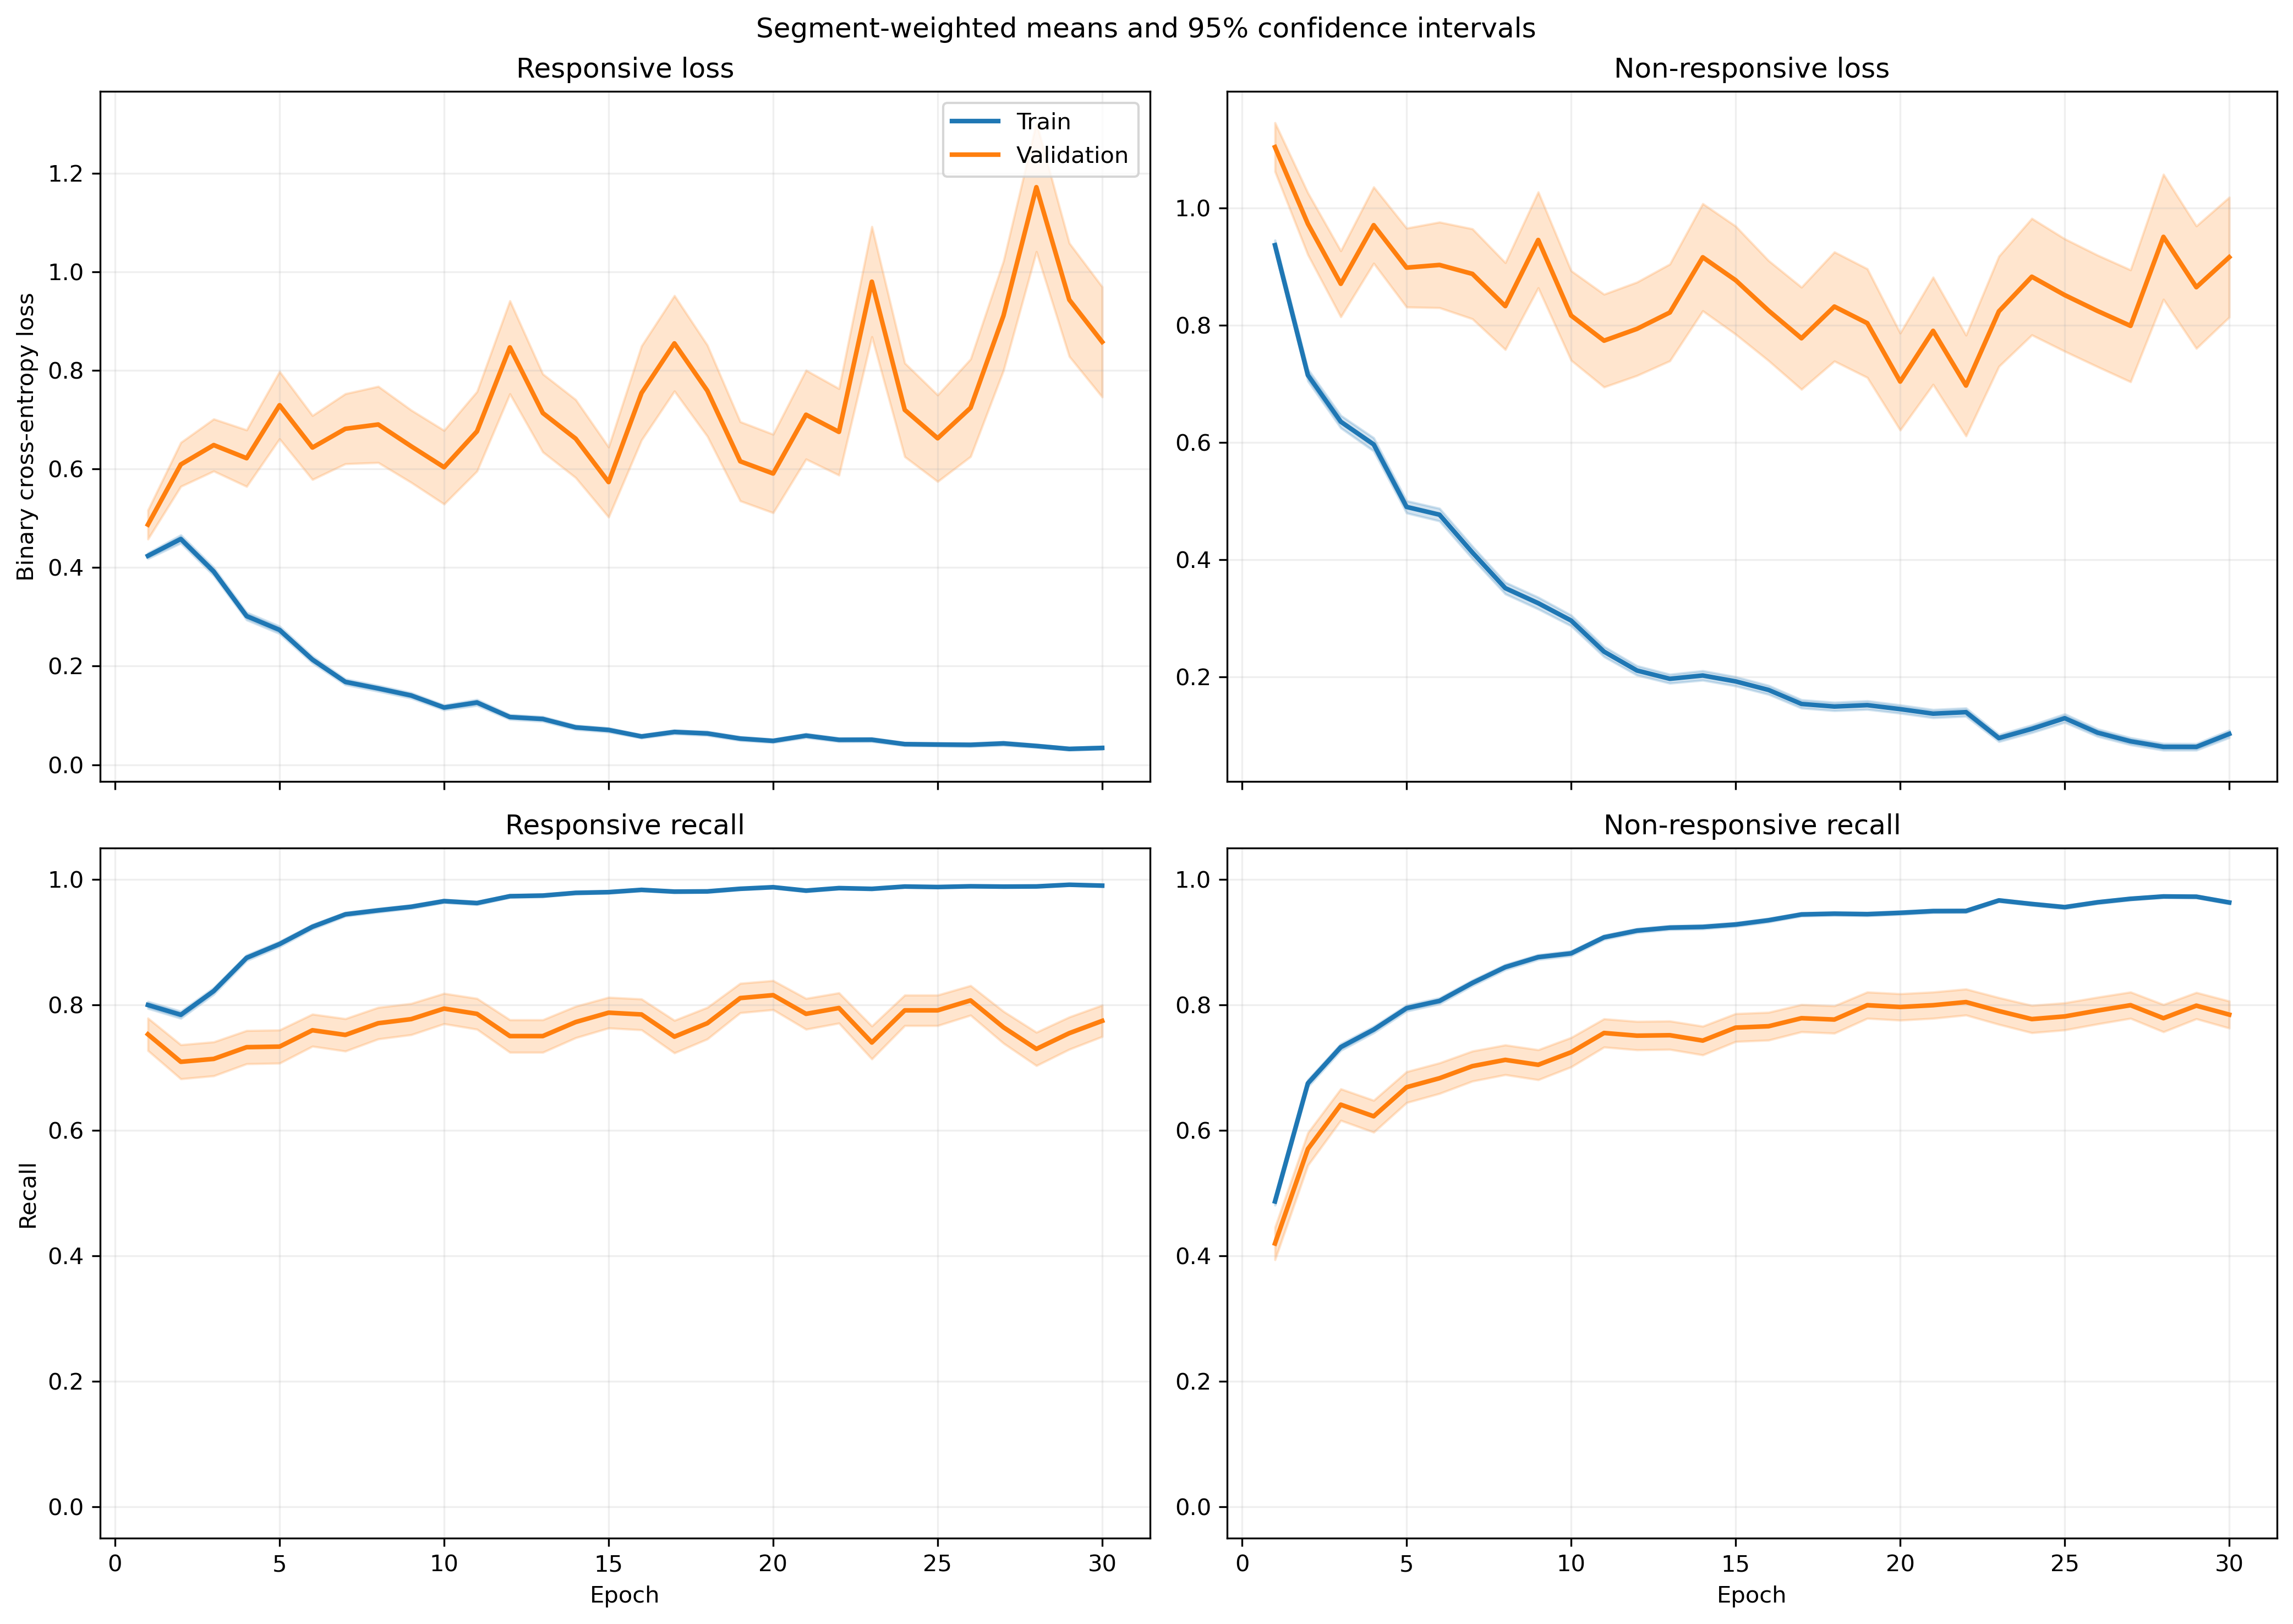 Segment-weighted means and 95% confidence intervals
Responsive loss
Non-responsive loss
Train
Validation
Binary cross-entropy loss
1.2
1.0
0.8
0.6
0.4
0.2
0.0
1.0
0.8
0.6
0.4
0.2
Responsive recall
Non-responsive recall
Recall
1.0
0.8
0.6
0.4
0.2
0.0
0 5 10 15 20 25 30
Epoch
1.0
0.8
0.6
0.4
0.2
0.0
0 5 10 15 20 25 30
Epoch